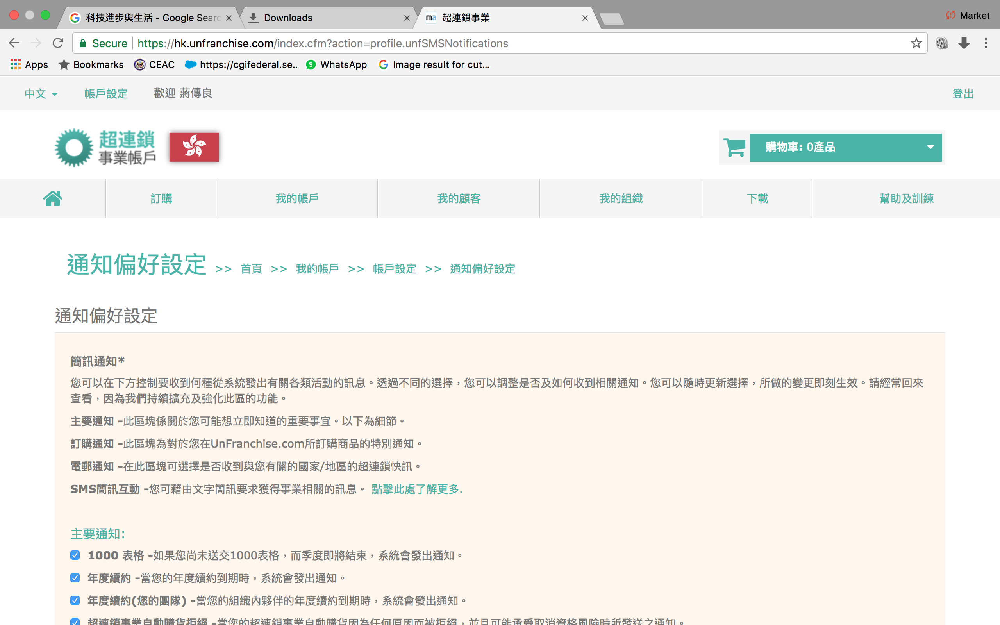 科技進步與生活 - Google Searc
Downloads
超連鎖事業
Market
Secure
https://hk.unfranchise.com/index.cfm?action=profile.unfSMSNotifications
Apps
Bookmarks
CEAC
https://cgifederal.se...
9
WhatsApp
Image result for cut...
中文
帳戶設定
歡迎 蔣傳良
登出
超連鎖
事業帳戶
購物車: 0產品
訂購
我的帳戶
我的顧客
我的組織
下載
幫助及訓練
通知偏好設定 >> 首頁 >> 我的帳戶 >> 帳戶設定 >> 通知偏好設定
通知偏好設定
簡訊通知*
您可以在下方控制要收到何種從系統發出有關各類活動的訊息。透過不同的選擇，您可以調整是否及如何收到相關通知。您可以隨時更新選擇，所做的變更即刻生效。請經常回來
查看，因為我們持續擴充及強化此區的功能。
主要通知 -此區塊係關於您可能想立即知道的重要事宜。以下為細節。
訂購通知 -此區塊為對於您在UnFranchise.com所訂購商品的特別通知。
電郵通知 -在此區塊可選擇是否收到與您有關的國家/地區的超連鎖快訊。
SMS簡訊互動 -您可藉由文字簡訊要求獲得事業相關的訊息。 點擊此處了解更多.
主要通知:
1000 表格 -如果您尚未送交1000表格，而季度即將結束，系統會發出通知。
年度續約 -當您的年度續約到期時，系統會發出通知。
年度續約(您的團隊) -當您的組織內夥伴的年度續約到期時，系統會發出通知。
超連鎖事業自動購貨拒絕 -當您的超連鎖事業自動購貨因為任何原因而被拒絕，並且可能承受取消資格風險時所發送之通知。